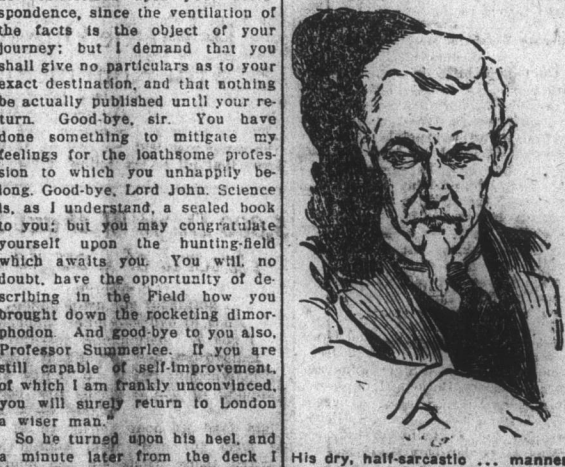 spondence, since the ventilation of
the facts is the object of your
journey; but I demand that you
shall give no particulars as to your
exact destination, and that nothing
be actually published until your re-
turn. Good-bye, sir. You have
done something to mitigate my
feelings for the loathsome profes-
sion to which you unhappily be-
long. Good-bye, Lord John. Science
is, as I understand, a sealed book
to you; but you may congratulate
yourself upon the hunting-field
which awaits you. You will, no
doubt, have the opportunity of de-
scribing in the Field how you
brought down the rocketing dimor-
phodon. And good-bye to you also,
Professor Summerlee. If you are
still capable of self-improvement,
of which I am frankly unconvinced,
you will surely return to London
a wiser man."
So he turned upon his heel, and
a minute later from the deck I
His dry, half-sarcastic ... manner